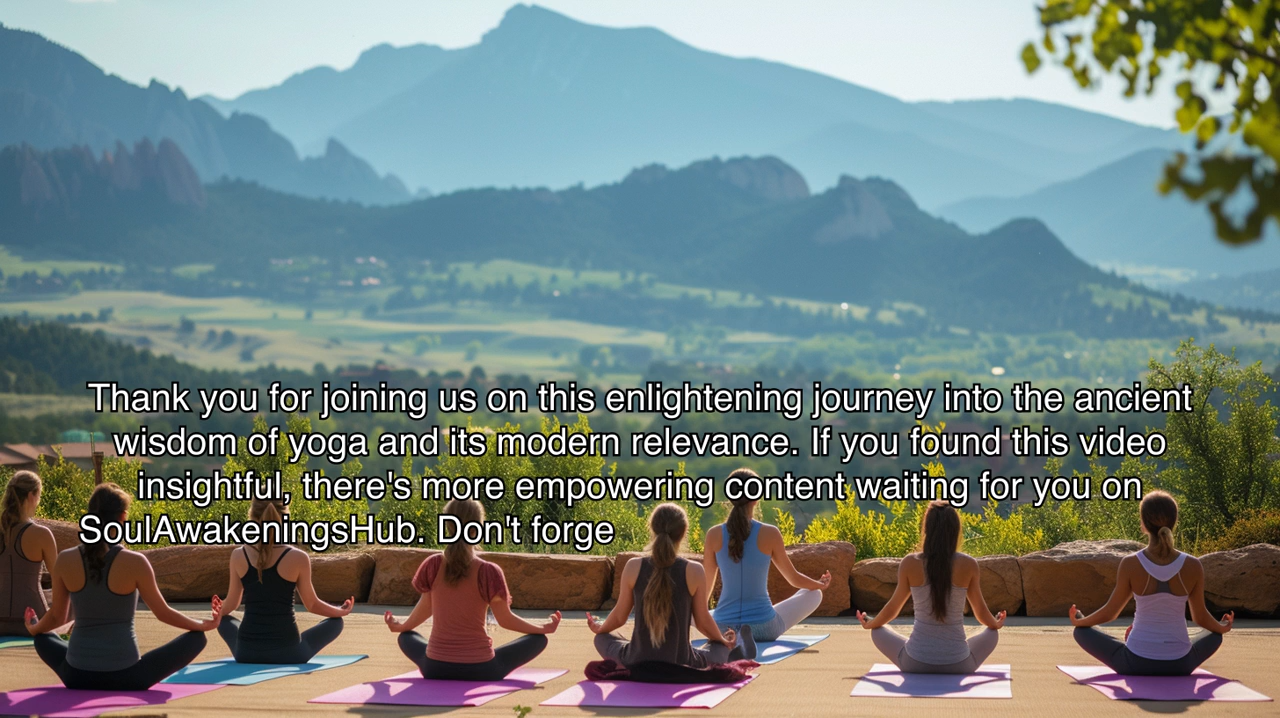 Thank you for joining us on this enlightening journey into the ancient
wisdom of yoga and its modern relevance. If you found this video
insightful, there's more empowering content waiting for you on
SoulAwakeningsHub. Don't forge